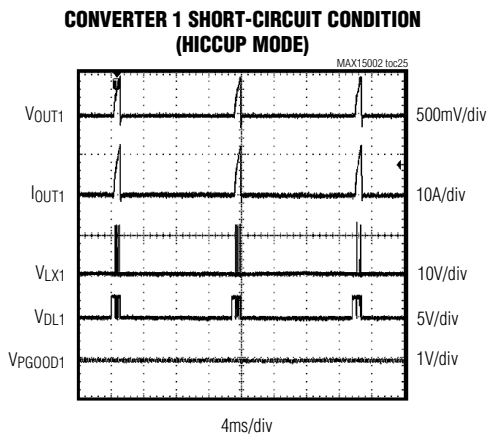 CONVERTER 1 SHORT-CIRCUIT CONDITION
(HICCUP MODE)
MAX15002 toc25
VOUT1 500mV/div
IOUT1 10A/div
VLX1 10V/div
VDL1 5V/div
VPGOOD1 1V/div
4ms/div